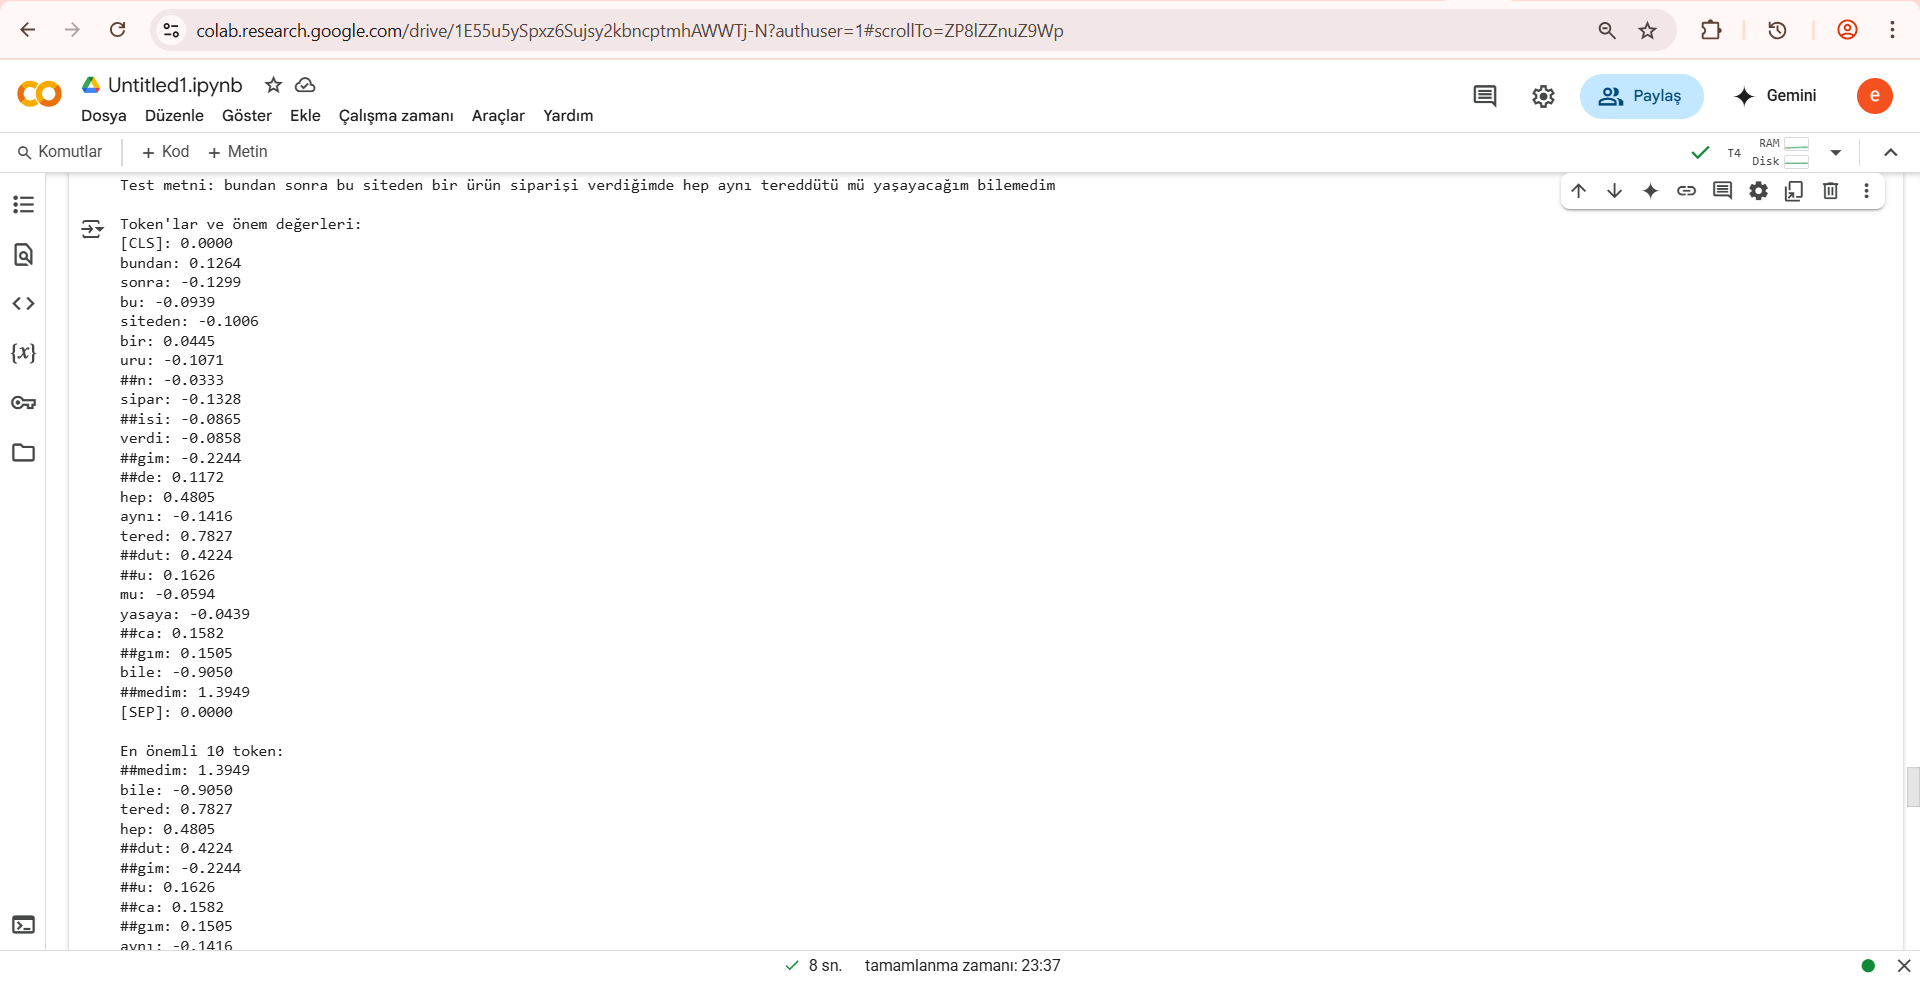 colab.research.google.com/drive/1E55u5ySpxz6Sujsy2kbncptmhAWWTj-N?authuser=1#scrollTo=ZP8lZZnuZ9Wp
Untitled1.ipynb
Dosya Düzenle Göster Ekle Çalışma zamanı Araçlar Yardım
Paylaş
Gemini
e
Komutlar + Kod + Metin
T4
RAM
Disk
Test metni: bundan sonra bu siteden bir ürün siparişi verdiğimde hep aynı tereddütü mü yaşayacağım bilemedim
Token'lar ve önem değerleri:
[CLS]: 0.0000
bundan: 0.1264
sonra: -0.1299
bu: -0.0939
siteden: -0.1006
bir: 0.0445
uru: -0.1071
##n: -0.0333
sipar: -0.1328
##isi: -0.0865
verdi: -0.0858
##gim: -0.2244
##de: 0.1172
hep: 0.4805
aynı: -0.1416
tered: 0.7827
##dut: 0.4224
##u: 0.1626
mu: -0.0594
yasaya: -0.0439
##ca: 0.1582
##gım: 0.1505
bile: -0.9050
##medim: 1.3949
[SEP]: 0.0000
En önemli 10 token:
##medim: 1.3949
bile: -0.9050
tered: 0.7827
hep: 0.4805
##dut: 0.4224
##gim: -0.2244
##u: 0.1626
##ca: 0.1582
##gım: 0.1505
aynı: -0.1416
8 sn. tamamlanma zamanı: 23:37